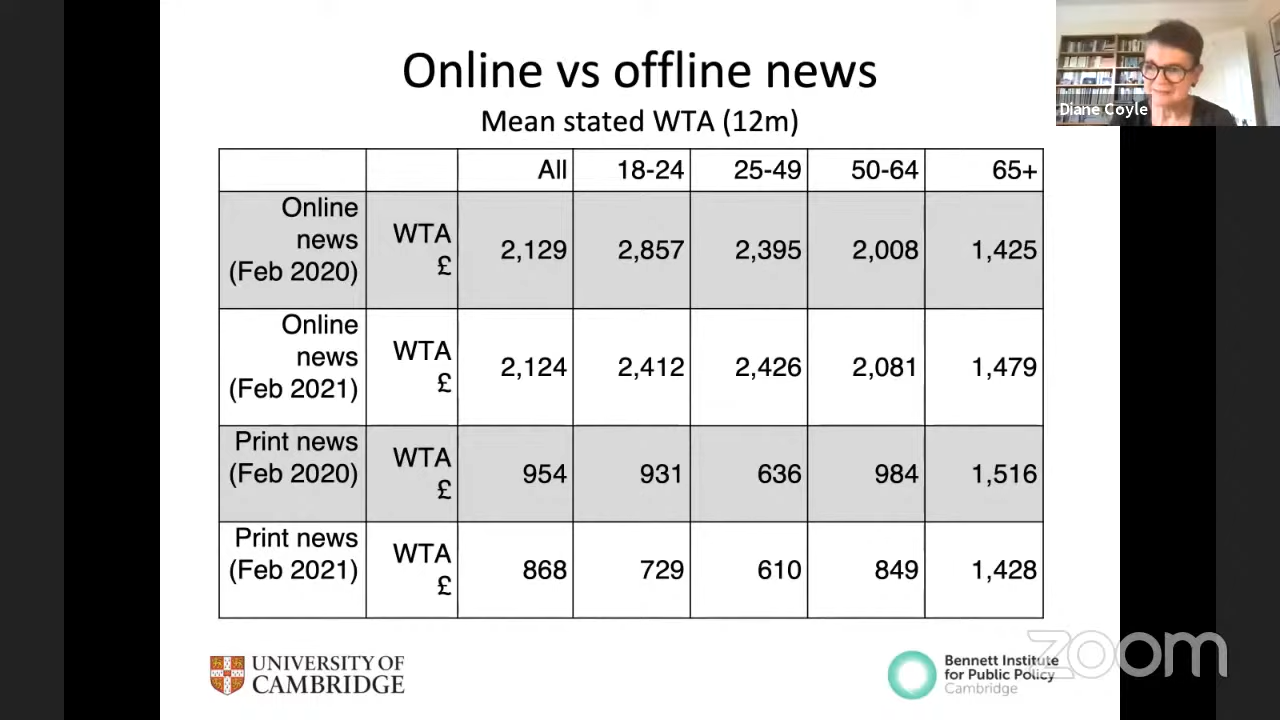 Online vs offline news
Mean stated WTA (12m)
Diane Coyle
All 18-24 25-49 50-64 65+
Online
news
(Feb 2020)
WTA
£
2,129 2,857 2,395 2,008 1,425
Online
news
(Feb 2021)
WTA
£
2,124 2,412 2,426 2,081 1,479
Print news
(Feb 2020)
WTA
£
954 931 636 984 1,516
Print news
(Feb 2021)
WTA
£
868 729 610 849 1,428
UNIVERSITY OF
CAMBRIDGE
Bennett Institute
for Public Policy
Cambridge
zoom